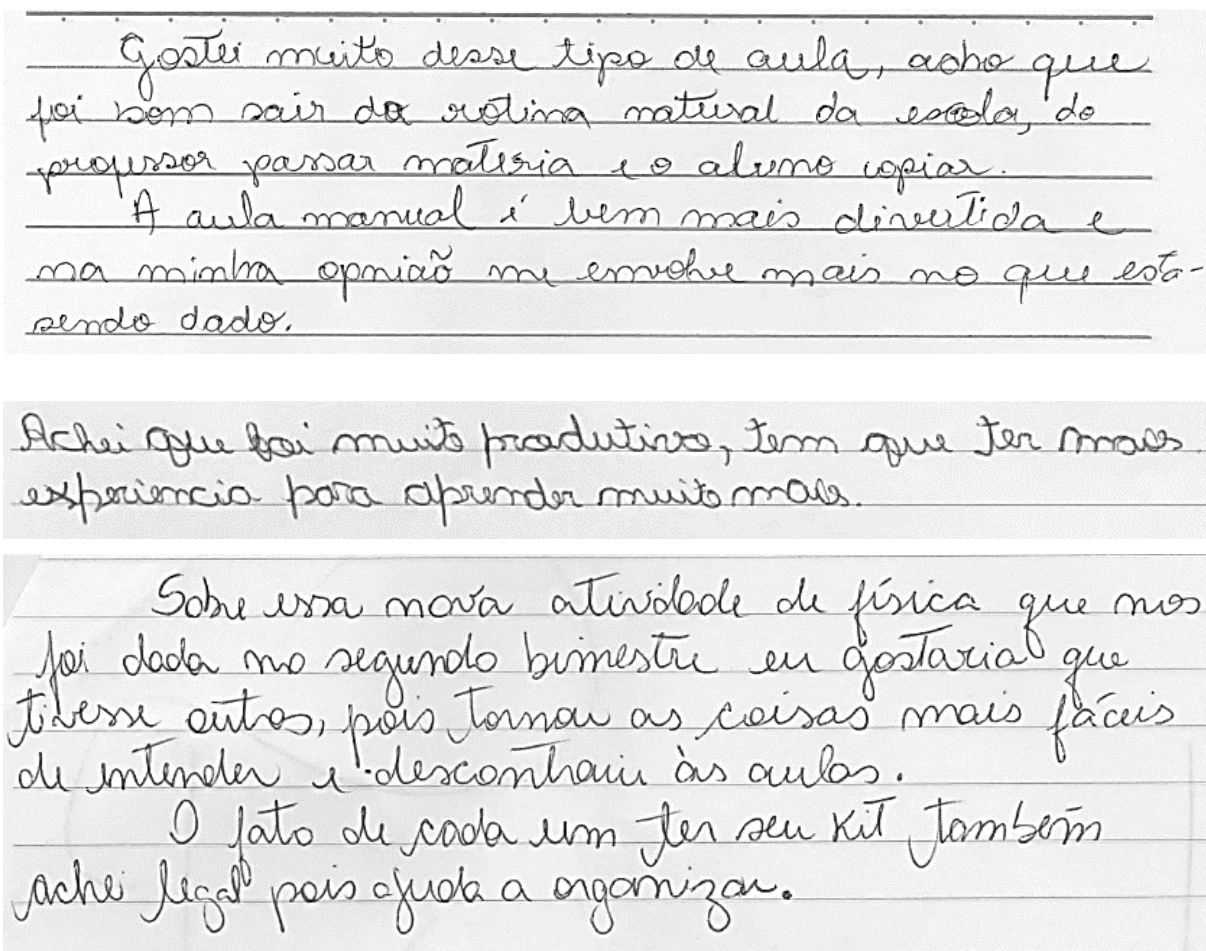 Gostei muito desse tipo de aula, acho que
foi bom sair da rotina natural da escola, do
professor passar materia e o aluno copiar.
A aula manual é bem mais divertida e
na minha opnião me envolve mais no que está-
sendo dado.
Achei que foi muito produtivo, tem que ter mais
experiencia para aprender muito mais.
Sobre essa nova atividade de física que nos
foi dada no segundo bimestre eu gostaria que
tivesse outras, pois tornou as coisas mais fáceis
de intender e descontraiu às aulas.
O fato de cada um ter seu kit também
achei legal pois ajuda a organizar.